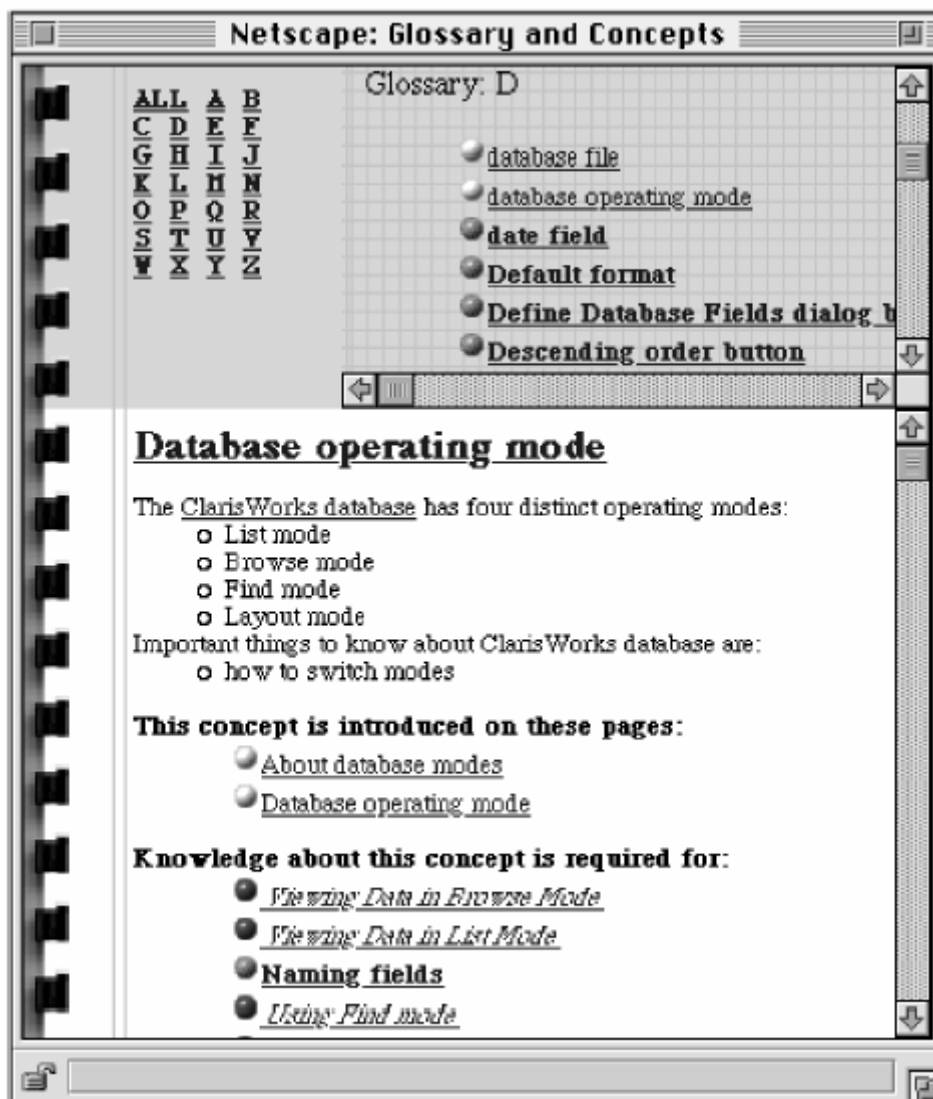 Netscape: Glossary and Concepts
ALL A B
C D E F
G H I J
K L M N
O P Q R
S T U V
W X Y Z
Glossary: D
database file
database operating mode
date field
Default format
Define Database Fields dialog b
Descending order button
Database operating mode
The ClarisWorks database has four distinct operating modes:
o List mode
o Browse mode
o Find mode
o Layout mode
Important things to know about ClarisWorks database are:
o how to switch modes
This concept is introduced on these pages:
About database modes
Database operating mode
Knowledge about this concept is required for:
Viewing Data in Browse Mode
Viewing Data in List Mode
Naming fields
Using Find mode